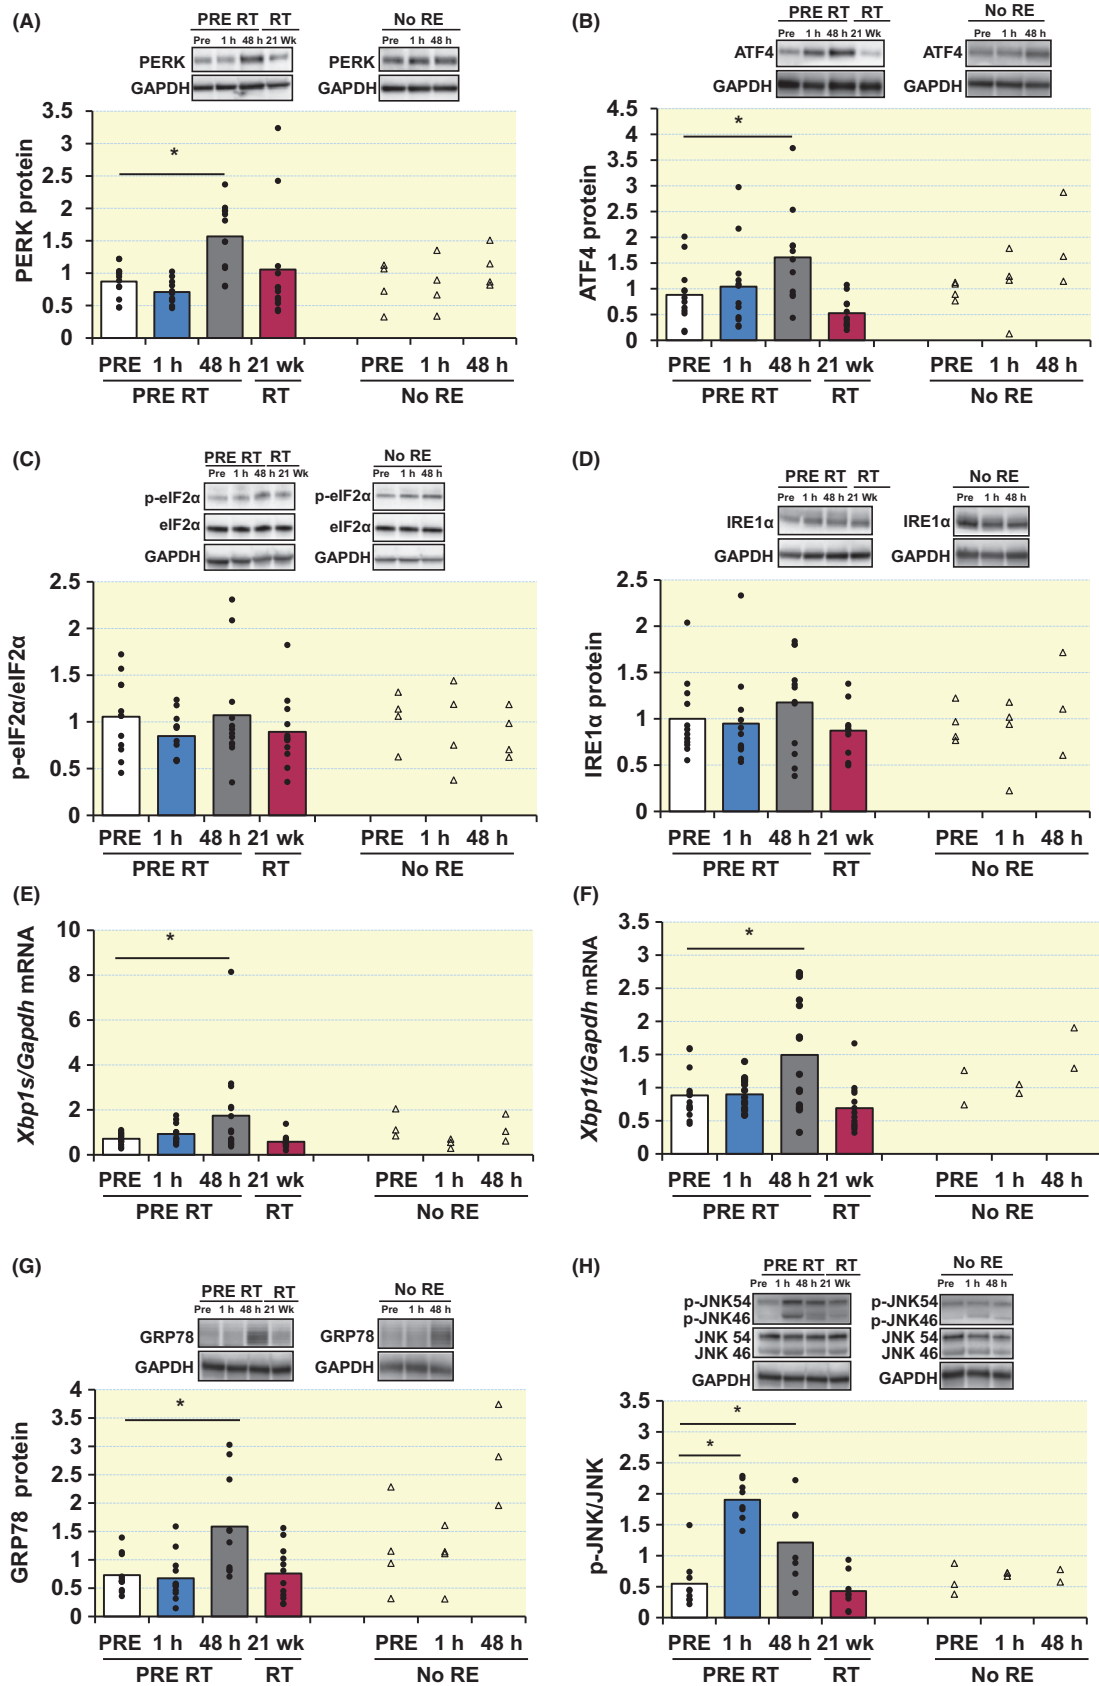 (A)
PRE RT RT No RE
Pre 1 h 48 h 21 Wk Pre 1 h 48 h
PERK PERK
GAPDH GAPDH
PERK protein
3.5
3
2.5
2
1.5
1
0.5
0
*
PRE 1 h 48 h 21 wk PRE 1 h 48 h
PRE RT RT No RE
(B)
PRE RT RT No RE
Pre 1 h 48 h 21 Wk Pre 1 h 48 h
ATF4 ATF4
GAPDH GAPDH
ATF4 protein
4.5
4
3.5
3
2.5
2
1.5
1
0.5
0
*
PRE 1 h 48 h 21 wk PRE 1 h 48 h
PRE RT RT No RE
(C)
PRE RT RT No RE
Pre 1 h 48 h 21 Wk Pre 1 h 48 h
p-eIF2α p-eIF2α
eIF2α eIF2α
GAPDH GAPDH
p-eIF2α/eIF2α
2.5
2
1.5
1
0.5
0
PRE 1 h 48 h 21 wk PRE 1 h 48 h
PRE RT RT No RE
(D)
PRE RT RT No RE
Pre 1 h 48 h 21 Wk Pre 1 h 48 h
IRE1α IRE1α
GAPDH GAPDH
IRE1α protein
2.5
2
1.5
1
0.5
0
PRE 1 h 48 h 21 wk PRE 1 h 48 h
PRE RT RT No RE
(E)
Xbp1s/Gapdh mRNA
10
8
6
4
2
0
*
PRE 1 h 48 h 21 wk PRE 1 h 48 h
PRE RT RT No RE
(F)
Xbp1t/Gapdh mRNA
3.5
3
2.5
2
1.5
1
0.5
0
*
PRE 1 h 48 h 21 wk PRE 1 h 48 h
PRE RT RT No RE
(G)
PRE RT RT No RE
Pre 1 h 48 h 21 Wk Pre 1 h 48 h
GRP78 GRP78
GAPDH GAPDH
GRP78 protein
4
3.5
3
2.5
2
1.5
1
0.5
0
*
PRE 1 h 48 h 21 wk PRE 1 h 48 h
PRE RT RT No RE
(H)
PRE RT RT No RE
Pre 1 h 48 h 21 Wk Pre 1 h 48 h
p-JNK54 p-JNK54
p-JNK46 p-JNK46
JNK 54 JNK 54
JNK 46 JNK 46
GAPDH GAPDH
p-JNK/JNK
3.5
3
2.5
2
1.5
1
0.5
0
*
*
PRE 1 h 48 h 21 wk PRE 1 h 48 h
PRE RT RT No RE